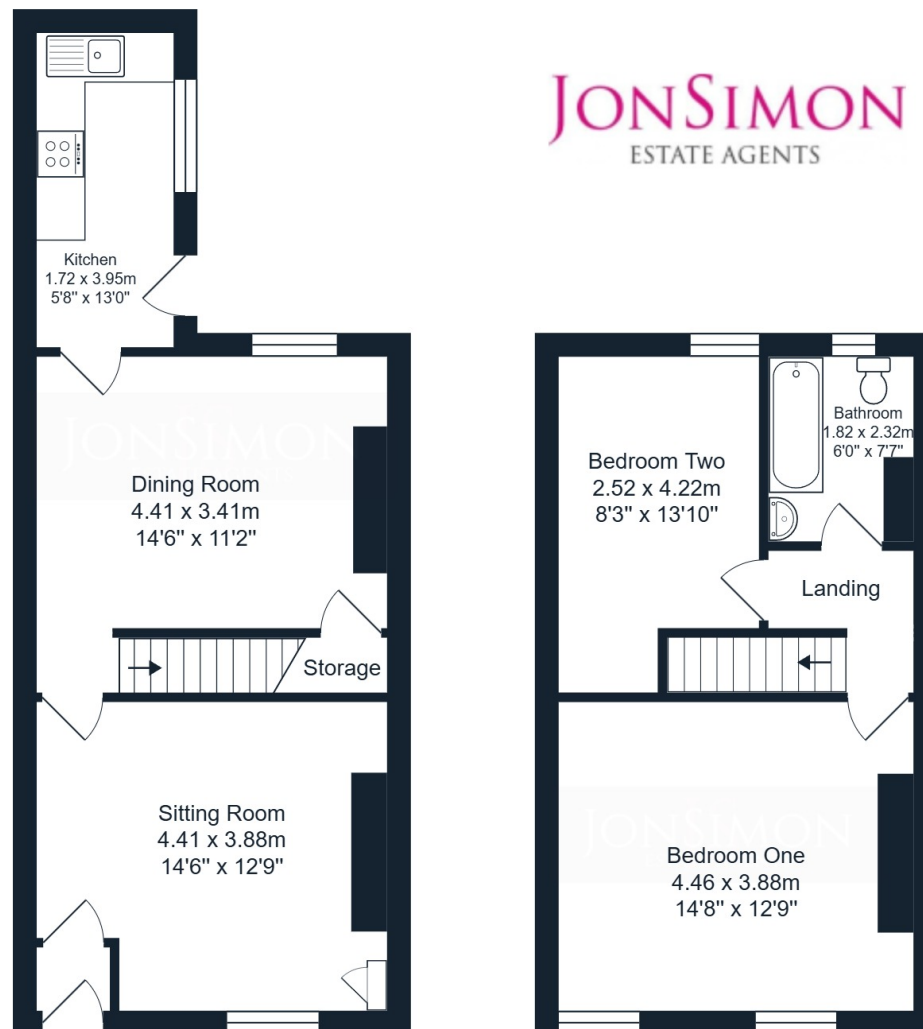 JONSIMON
ESTATE AGENTS
Kitchen
1.72 x 3.95m
5'8" x 13'0"
JONSIMON
Dining Room
4.41 x 3.41m
14'6" x 11'2"
Storage
Sitting Room
4.41 x 3.88m
14'6" x 12'9"
Bathroom
1.82 x 2.32m
6'0" x 7'7"
Bedroom Two
2.52 x 4.22m
8'3" x 13'10"
Landing
JONSIMON
Bedroom One
4.46 x 3.88m
14'8" x 12'9"